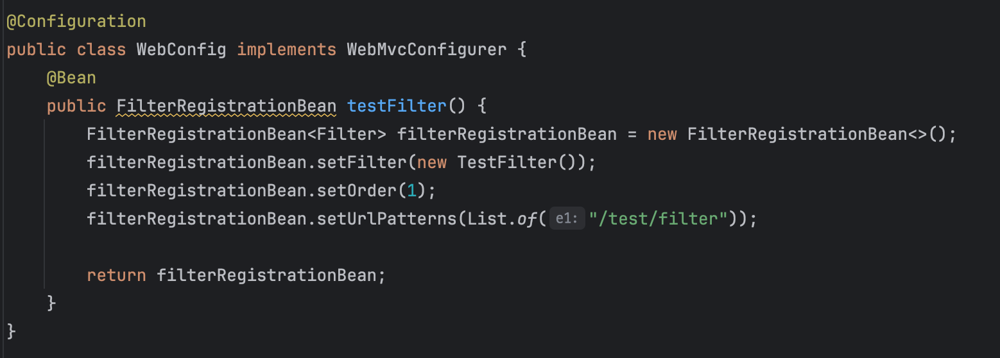 @Configuration
public class WebConfig implements WebMvcConfigurer {
@Bean
public FilterRegistrationBean testFilter() {
FilterRegistrationBean<Filter> filterRegistrationBean = new FilterRegistrationBean<>();
filterRegistrationBean.setFilter(new TestFilter());
filterRegistrationBean.setOrder(1);
filterRegistrationBean.setUrlPatterns(List.of( e1: "/test/filter"));
return filterRegistrationBean;
}
}